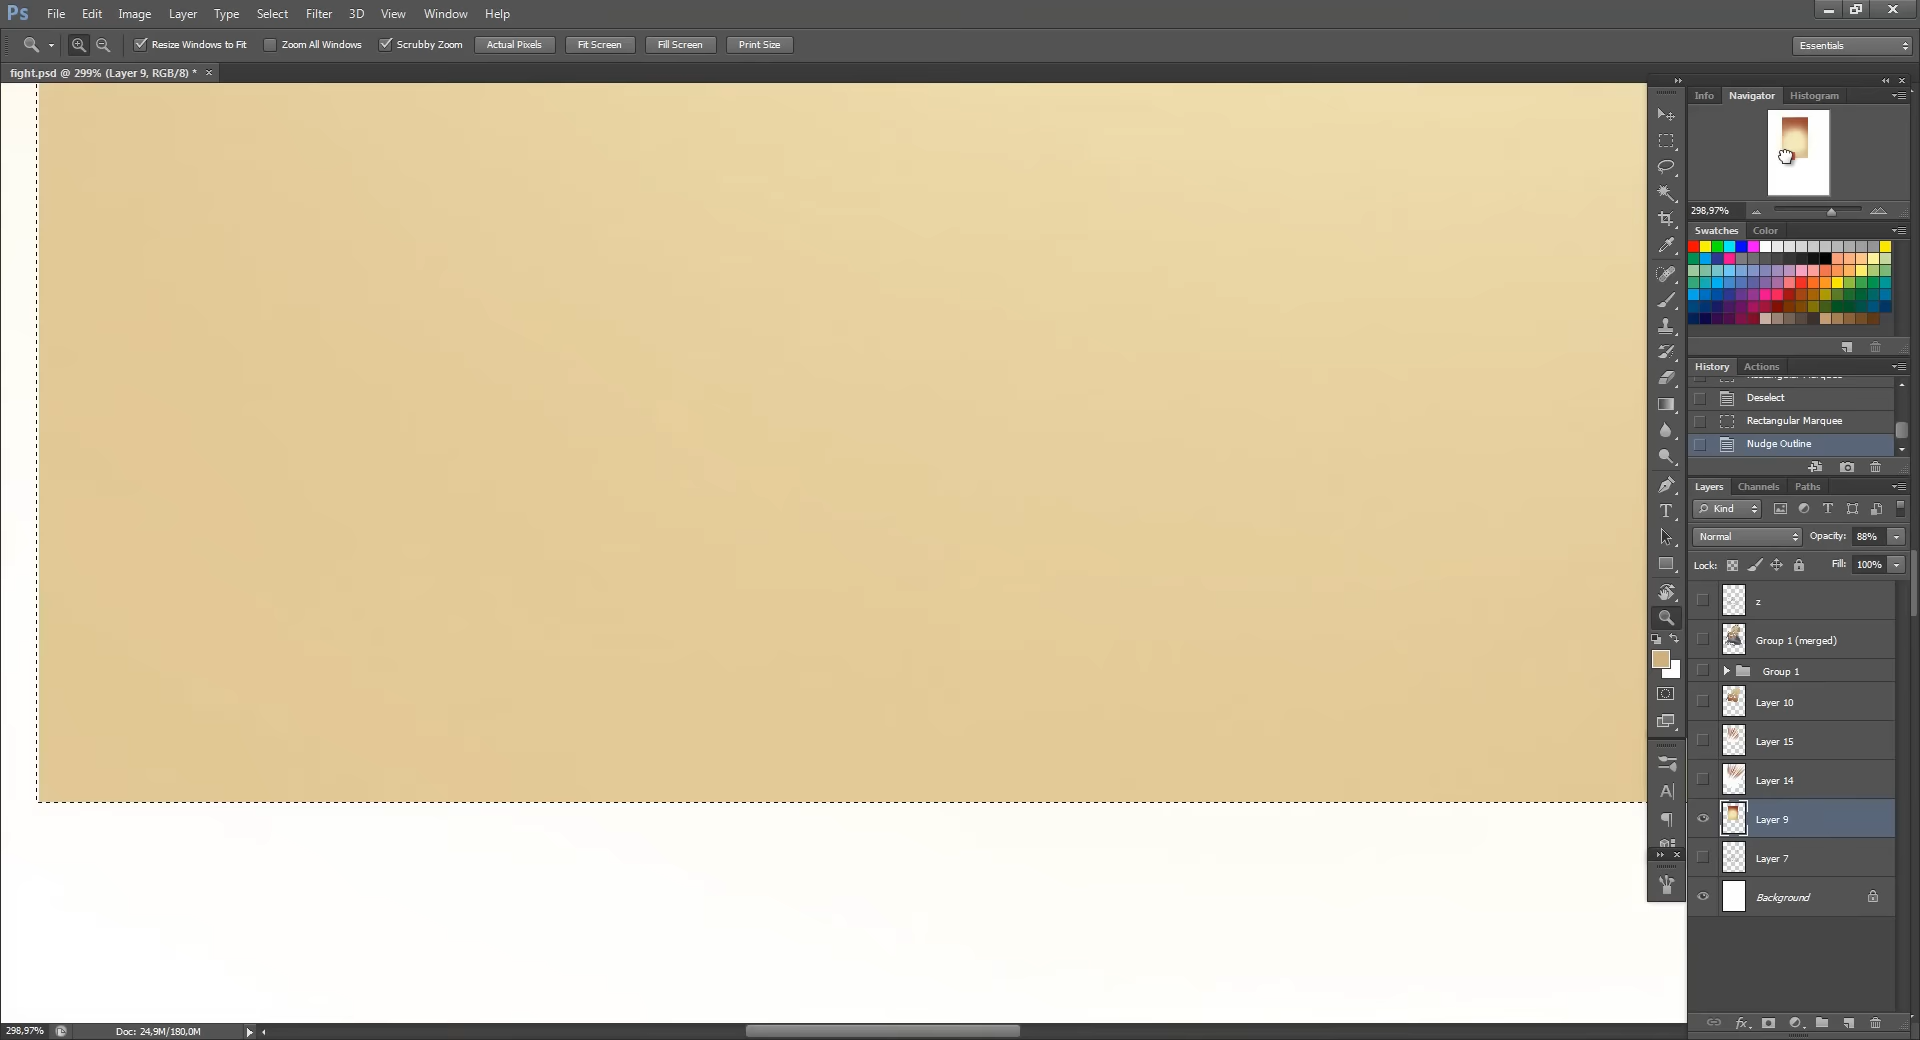 Ps File Edit Image Layer Type Select Filter 3D View Window Help
Resize Windows to Fit Zoom All Windows Scrubby Zoom Actual Pixels Fit Screen Fill Screen Print Size Essentials
fight.psd @ 299% (Layer 9, RGB/8) * ×
Info Navigator Histogram
298,97%
Swatches Color
History Actions
Rectangular Marquee
Deselect
Rectangular Marquee
Nudge Outline
Layers Channels Paths
Kind
Normal Opacity: 88%
Lock: Fill: 100%
z
Group 1 (merged)
Group 1
Layer 10
Layer 15
Layer 14
Layer 9
Layer 7
Background
298,97% Doc: 24,9M/180,0M